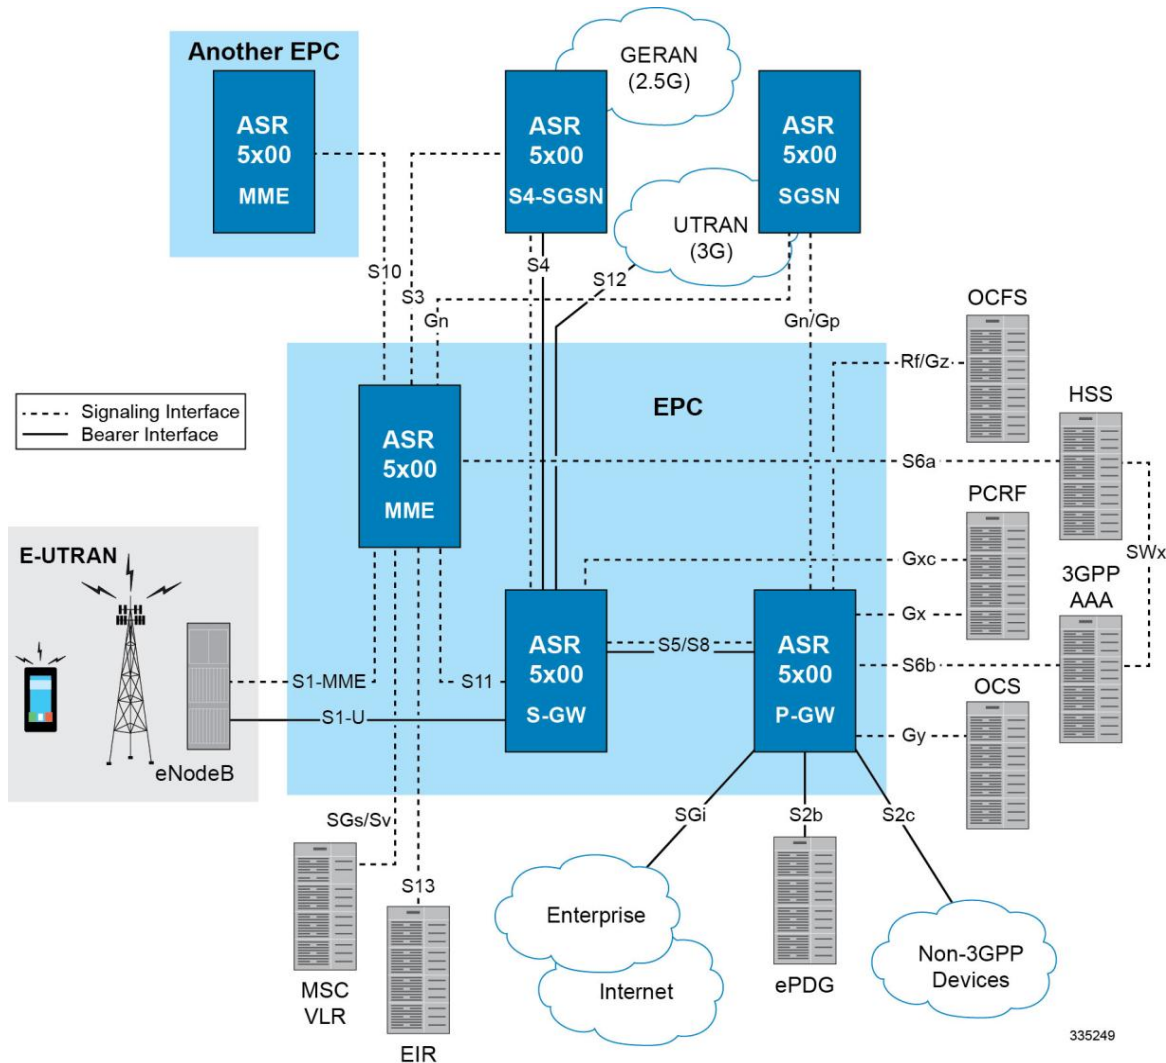 Another EPC
ASR
5x00
MME
GERAN
(2.5G)
ASR
5x00
S4-SGSN
ASR
5x00
SGSN
UTRAN
(3G)
S10
S3
Gn
S4
S12
Gn/Gp
OCFS
Rf/Gz
HSS
Signaling Interface
Bearer Interface
EPC
ASR
5x00
MME
S6a
PCRF
SWx
Gxc
Gx
3GPP
AAA
E-UTRAN
eNodeB
S1-MME
S11
S1-U
ASR
5x00
S-GW
S5/S8
ASR
5x00
P-GW
S6b
OCS
Gy
SGs/Sv
S13
SGi
S2b
S2c
MSC
VLR
EIR
Enterprise
Internet
ePDG
Non-3GPP
Devices
335249